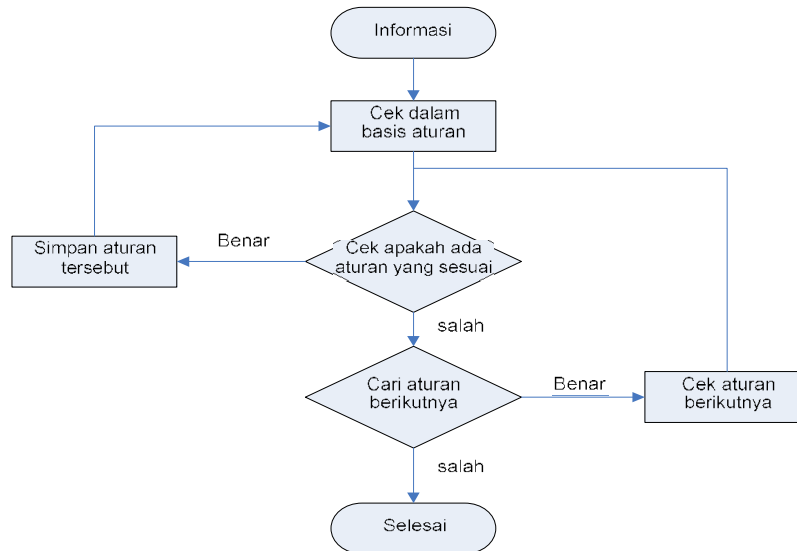 Informasi
Cek dalam
basis aturan
Simpan aturan
tersebut
Benar
Cek apakah ada
aturan yang sesuai
salah
Cari aturan
berikutnya
Benar
Cek aturan
berikutnya
salah
Selesai